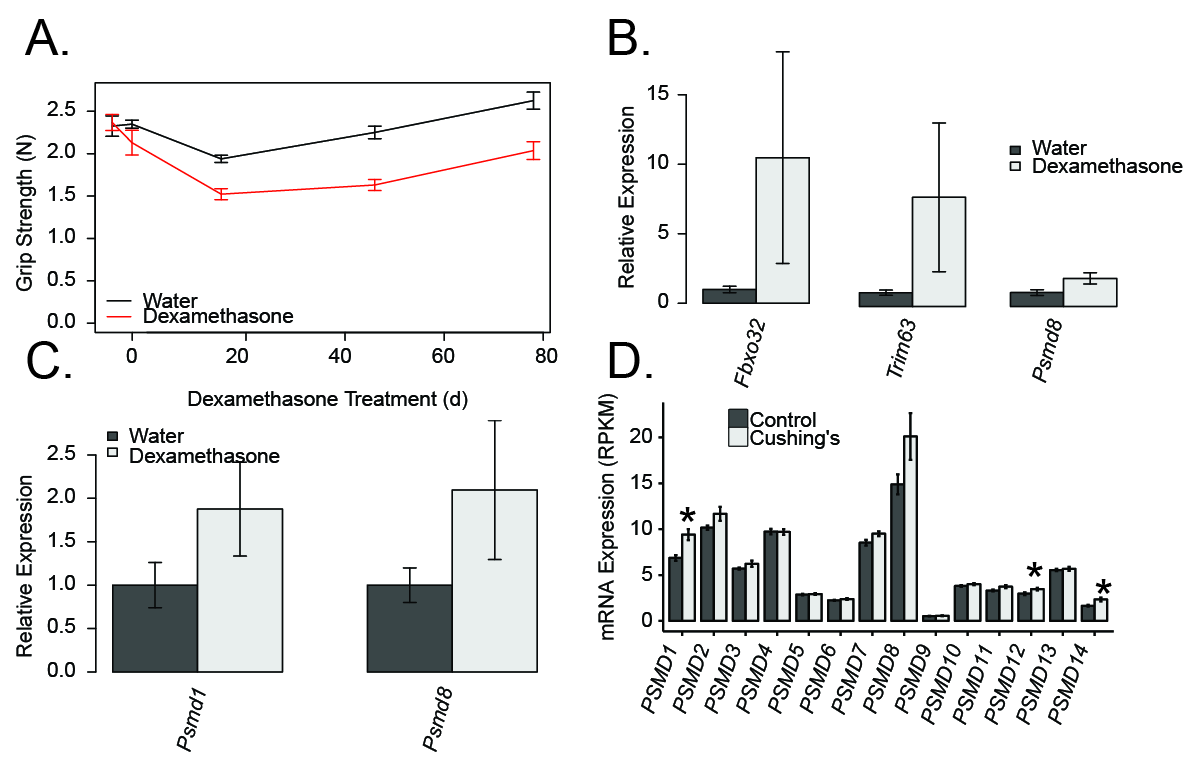 A.
Grip Strength (N)
2.5
2.0
1.5
1.0
0.5
0.0
Water
Dexamethasone
0 20 40 60 80
Dexamethasone Treatment (d)
B.
Relative Expression
15
10
5
0
Water
Dexamethasone
Fbxo32 Trim63 Psmd8
C.
Relative Expression
Water
Dexamethasone
2.5
2.0
1.5
1.0
0.5
0.0
Psmd1 Psmd8
D.
mRNA Expression (RPKM)
Control
Cushing's
20
15
10
5
0
* * *
PSMD1 PSMD2 PSMD3 PSMD4 PSMD5 PSMD6 PSMD7 PSMD8 PSMD9 PSMD10 PSMD11 PSMD12 PSMD13 PSMD14